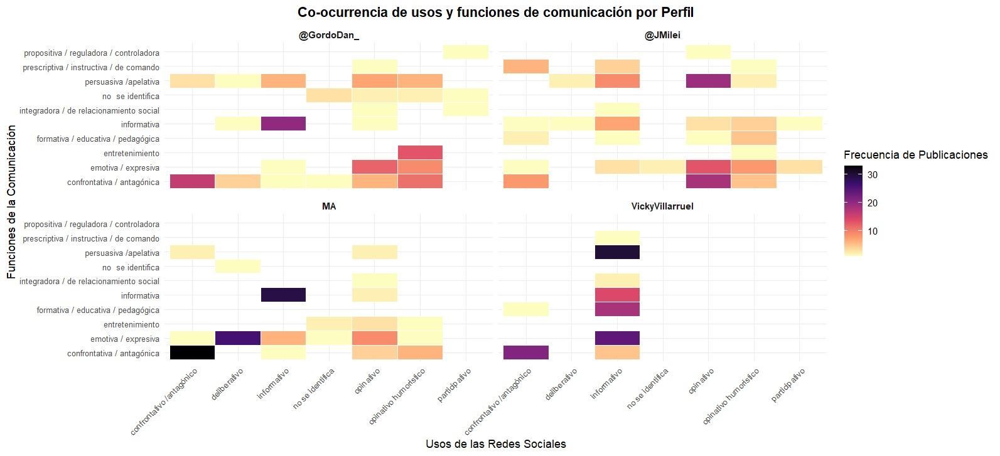 Co-ocurrencia de usos y funciones de comunicación por Perfil
@GordoDan_
@JMilei
propositiva / reguladora / controladora
prescriptiva / instructiva / de comando
persuasiva /apelativa
no  se identifica
integradora / de relacionamiento social
informativa
formativa / educativa / pedagógica
entretenimiento
emotiva / expresiva
confrontativa / antagónica
MA
VickyVillarruel
propositiva / reguladora / controladora
prescriptiva / instructiva / de comando
persuasiva /apelativa
no  se identifica
integradora / de relacionamiento social
informativa
formativa / educativa / pedagógica
entretenimiento
emotiva / expresiva
confrontativa / antagónica
Funciones de la Comunicación
confrontativo /antagónico
deliberativo
informativo
no se identifica
opinativo
opinativo humorístico
participativo
confrontativo /antagónico
deliberativo
informativo
no se identifica
opinativo
opinativo humorístico
participativo
Usos de las Redes Sociales
Frecuencia de Publicaciones
30
20
10